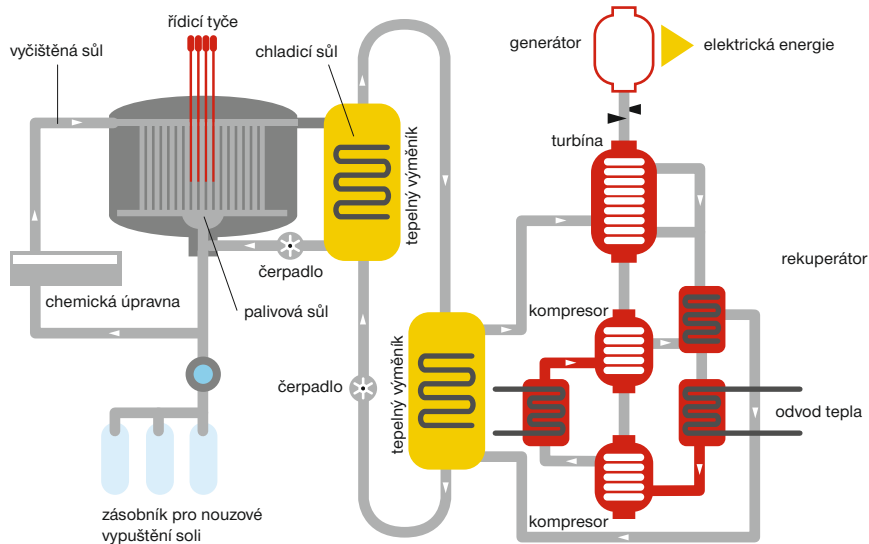 řídicí tyče
vyčištěná sůl
chladicí sůl
generátor
elektrická energie
turbína
tepelný výměník
rekuperátor
čerpadlo
chemická úpravna
palivová sůl
kompresor
tepelný výměník
čerpadlo
odvod tepla
zásobník pro nouzové
vypuštění soli
kompresor